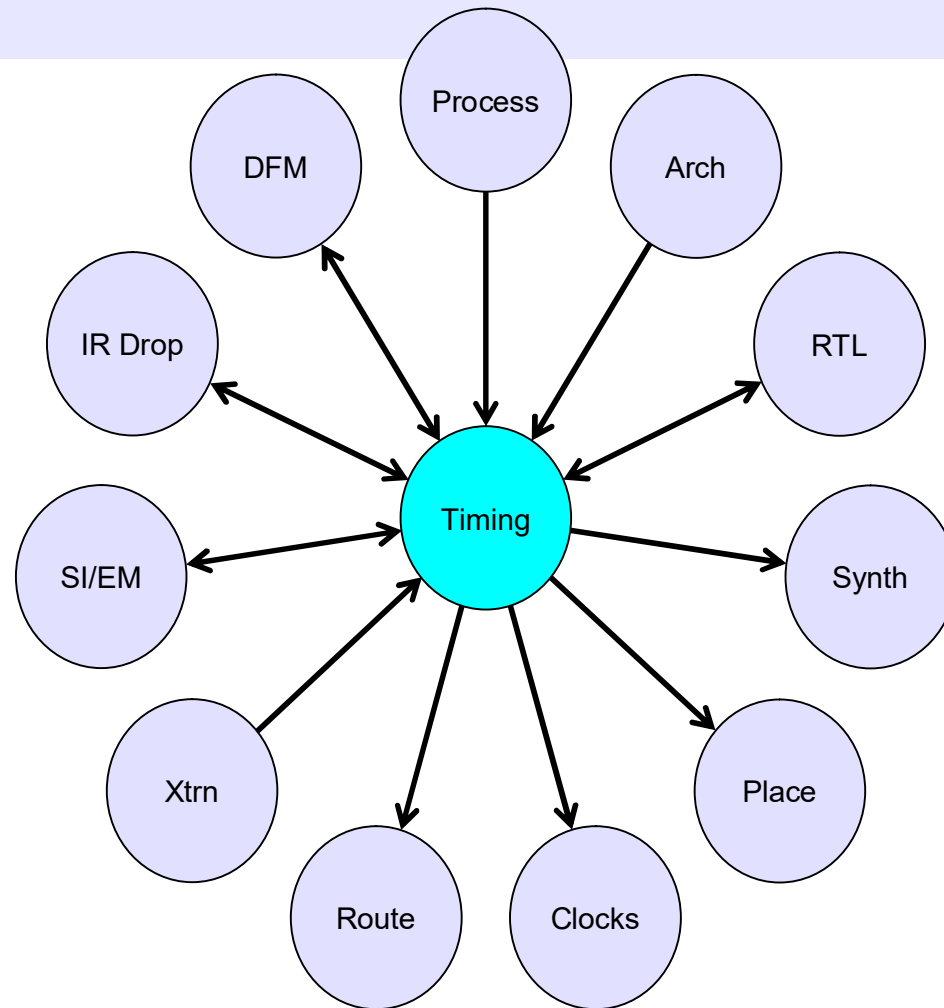 Process
DFM
Arch
IR Drop
RTL
Timing
SI/EM
Synth
Xtrn
Place
Route
Clocks